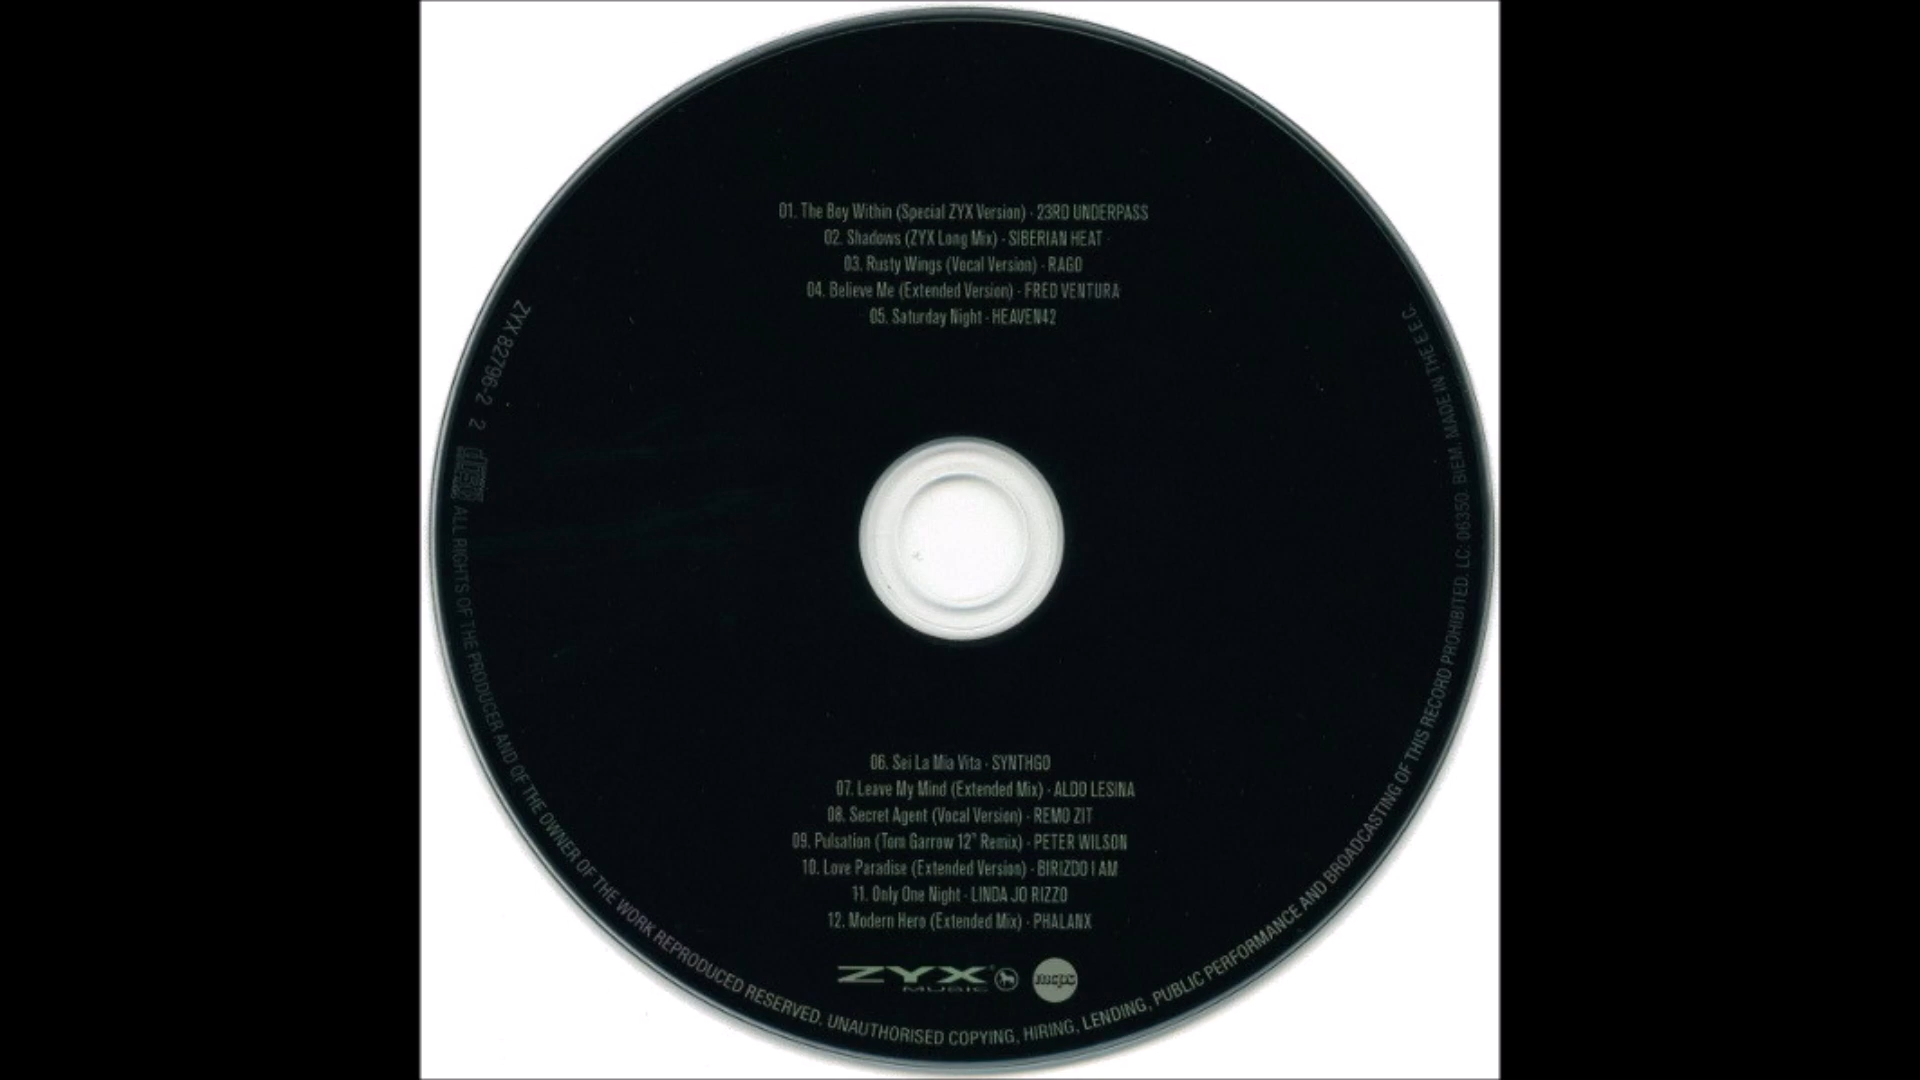 01. The Boy Within (Special ZYX Version) - 23RD UNDERPASS
02. Shadows (ZYX Long Mix) - SIBERIAN HEAT
03. Rusty Wings (Vocal Version) - RAGO
04. Believe Me (Extended Version) - FRED VENTURA
05. Saturday Night - HEAVEN42
06. Sei La Mia Vita - SYNTHGO
07. Leave My Mind (Extended Mix) - ALDO LESINA
08. Secret Agent (Vocal Version) - REMO ZIT
09. Pulsation (Tom Garrow 12" Remix) - PETER WILSON
10. Love Paradise (Extended Version) - BIRIZDO I AM
11. Only One Night - LINDA JO RIZZO
12. Modern Hero (Extended Mix) - PHALANX
ZYX MUSIC
mcps
ZYX 82796-2 2
disc
ALL RIGHTS OF THE PRODUCER AND OF THE OWNER OF THE WORK REPRODUCED RESERVED. UNAUTHORISED COPYING, HIRING, LENDING, PUBLIC PERFORMANCE AND BROADCASTING OF THIS RECORD PROHIBITED. LC: 06350. BIEM. MADE IN THE E.E.C.